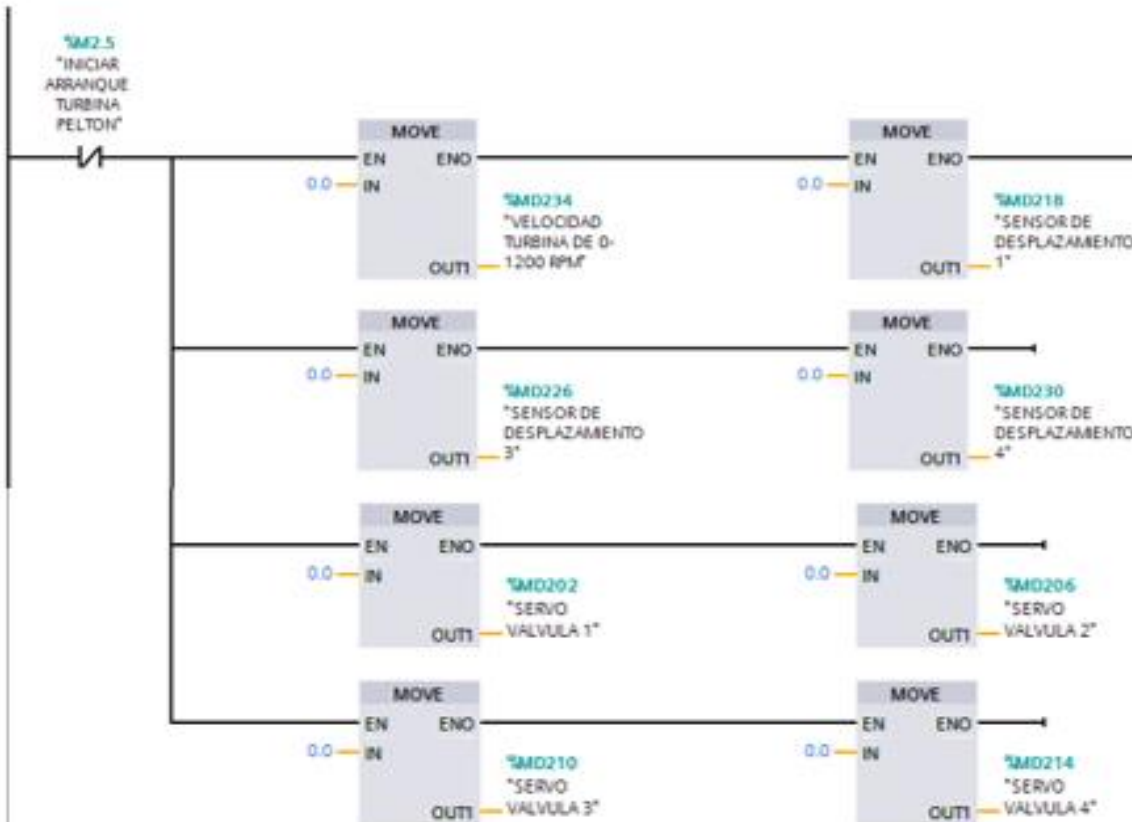 %M2.5
"INICIAR
ARRANQUE
TURBINA
PELTON"
MOVE
EN ENO
0.0 IN
%MD234
"VELOCIDAD
TURBINA DE 0-
1200 RPM"
OUT1
MOVE
EN ENO
0.0 IN
%MD218
"SENSOR DE
DESPLAZAMIENTO
1"
OUT1
MOVE
EN ENO
0.0 IN
%MD226
"SENSOR DE
DESPLAZAMIENTO
3"
OUT1
MOVE
EN ENO
0.0 IN
%MD230
"SENSOR DE
DESPLAZAMIENTO
4"
OUT1
MOVE
EN ENO
0.0 IN
%MD202
"SERVO
VALVULA 1"
OUT1
MOVE
EN ENO
0.0 IN
%MD206
"SERVO
VALVULA 2"
OUT1
MOVE
EN ENO
0.0 IN
%MD210
"SERVO
VALVULA 3"
OUT1
MOVE
EN ENO
0.0 IN
%MD214
"SERVO
VALVULA 4"
OUT1